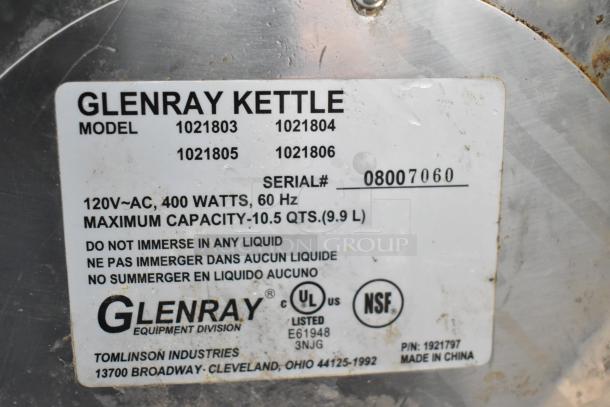 GLENRAY KETTLE
MODEL 1021803 1021804
1021805 1021806
SERIAL# 08007060
120V~AC, 400 WATTS, 60 Hz
MAXIMUM CAPACITY-10.5 QTS.(9.9 L)
DO NOT IMMERSE IN ANY LIQUID
NE PAS IMMERGER DANS AUCUN LIQUIDE
NO SUMMERGER EN LIQUIDO AUCUNO
GLENRAY®
EQUIPMENT DIVISION
C UL US
LISTED
E61948
3NJG
NSF.
TOMLINSON INDUSTRIES
13700 BROADWAY· CLEVELAND, OHIO 44125-1992
P/N: 1921797
MADE IN CHINA
GROUP